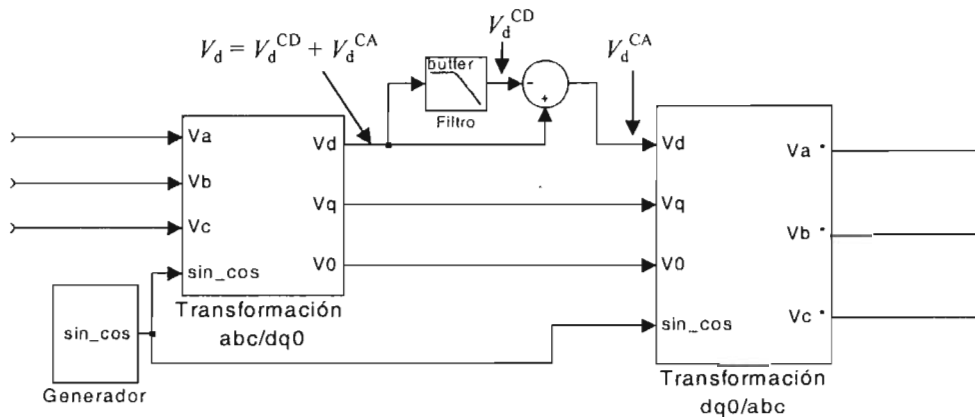 V_d = V_d^CD + V_d^CA
V_d^CD
V_d^CA
butter
Filtro
-
+
Va
Vb
Vc
sin_cos
Vd
Vq
V0
Transformación
abc/dq0
sin_cos
Generador
Vd
Vq
V0
sin_cos
Va *
Vb *
Vc *
Transformación
dq0/abc